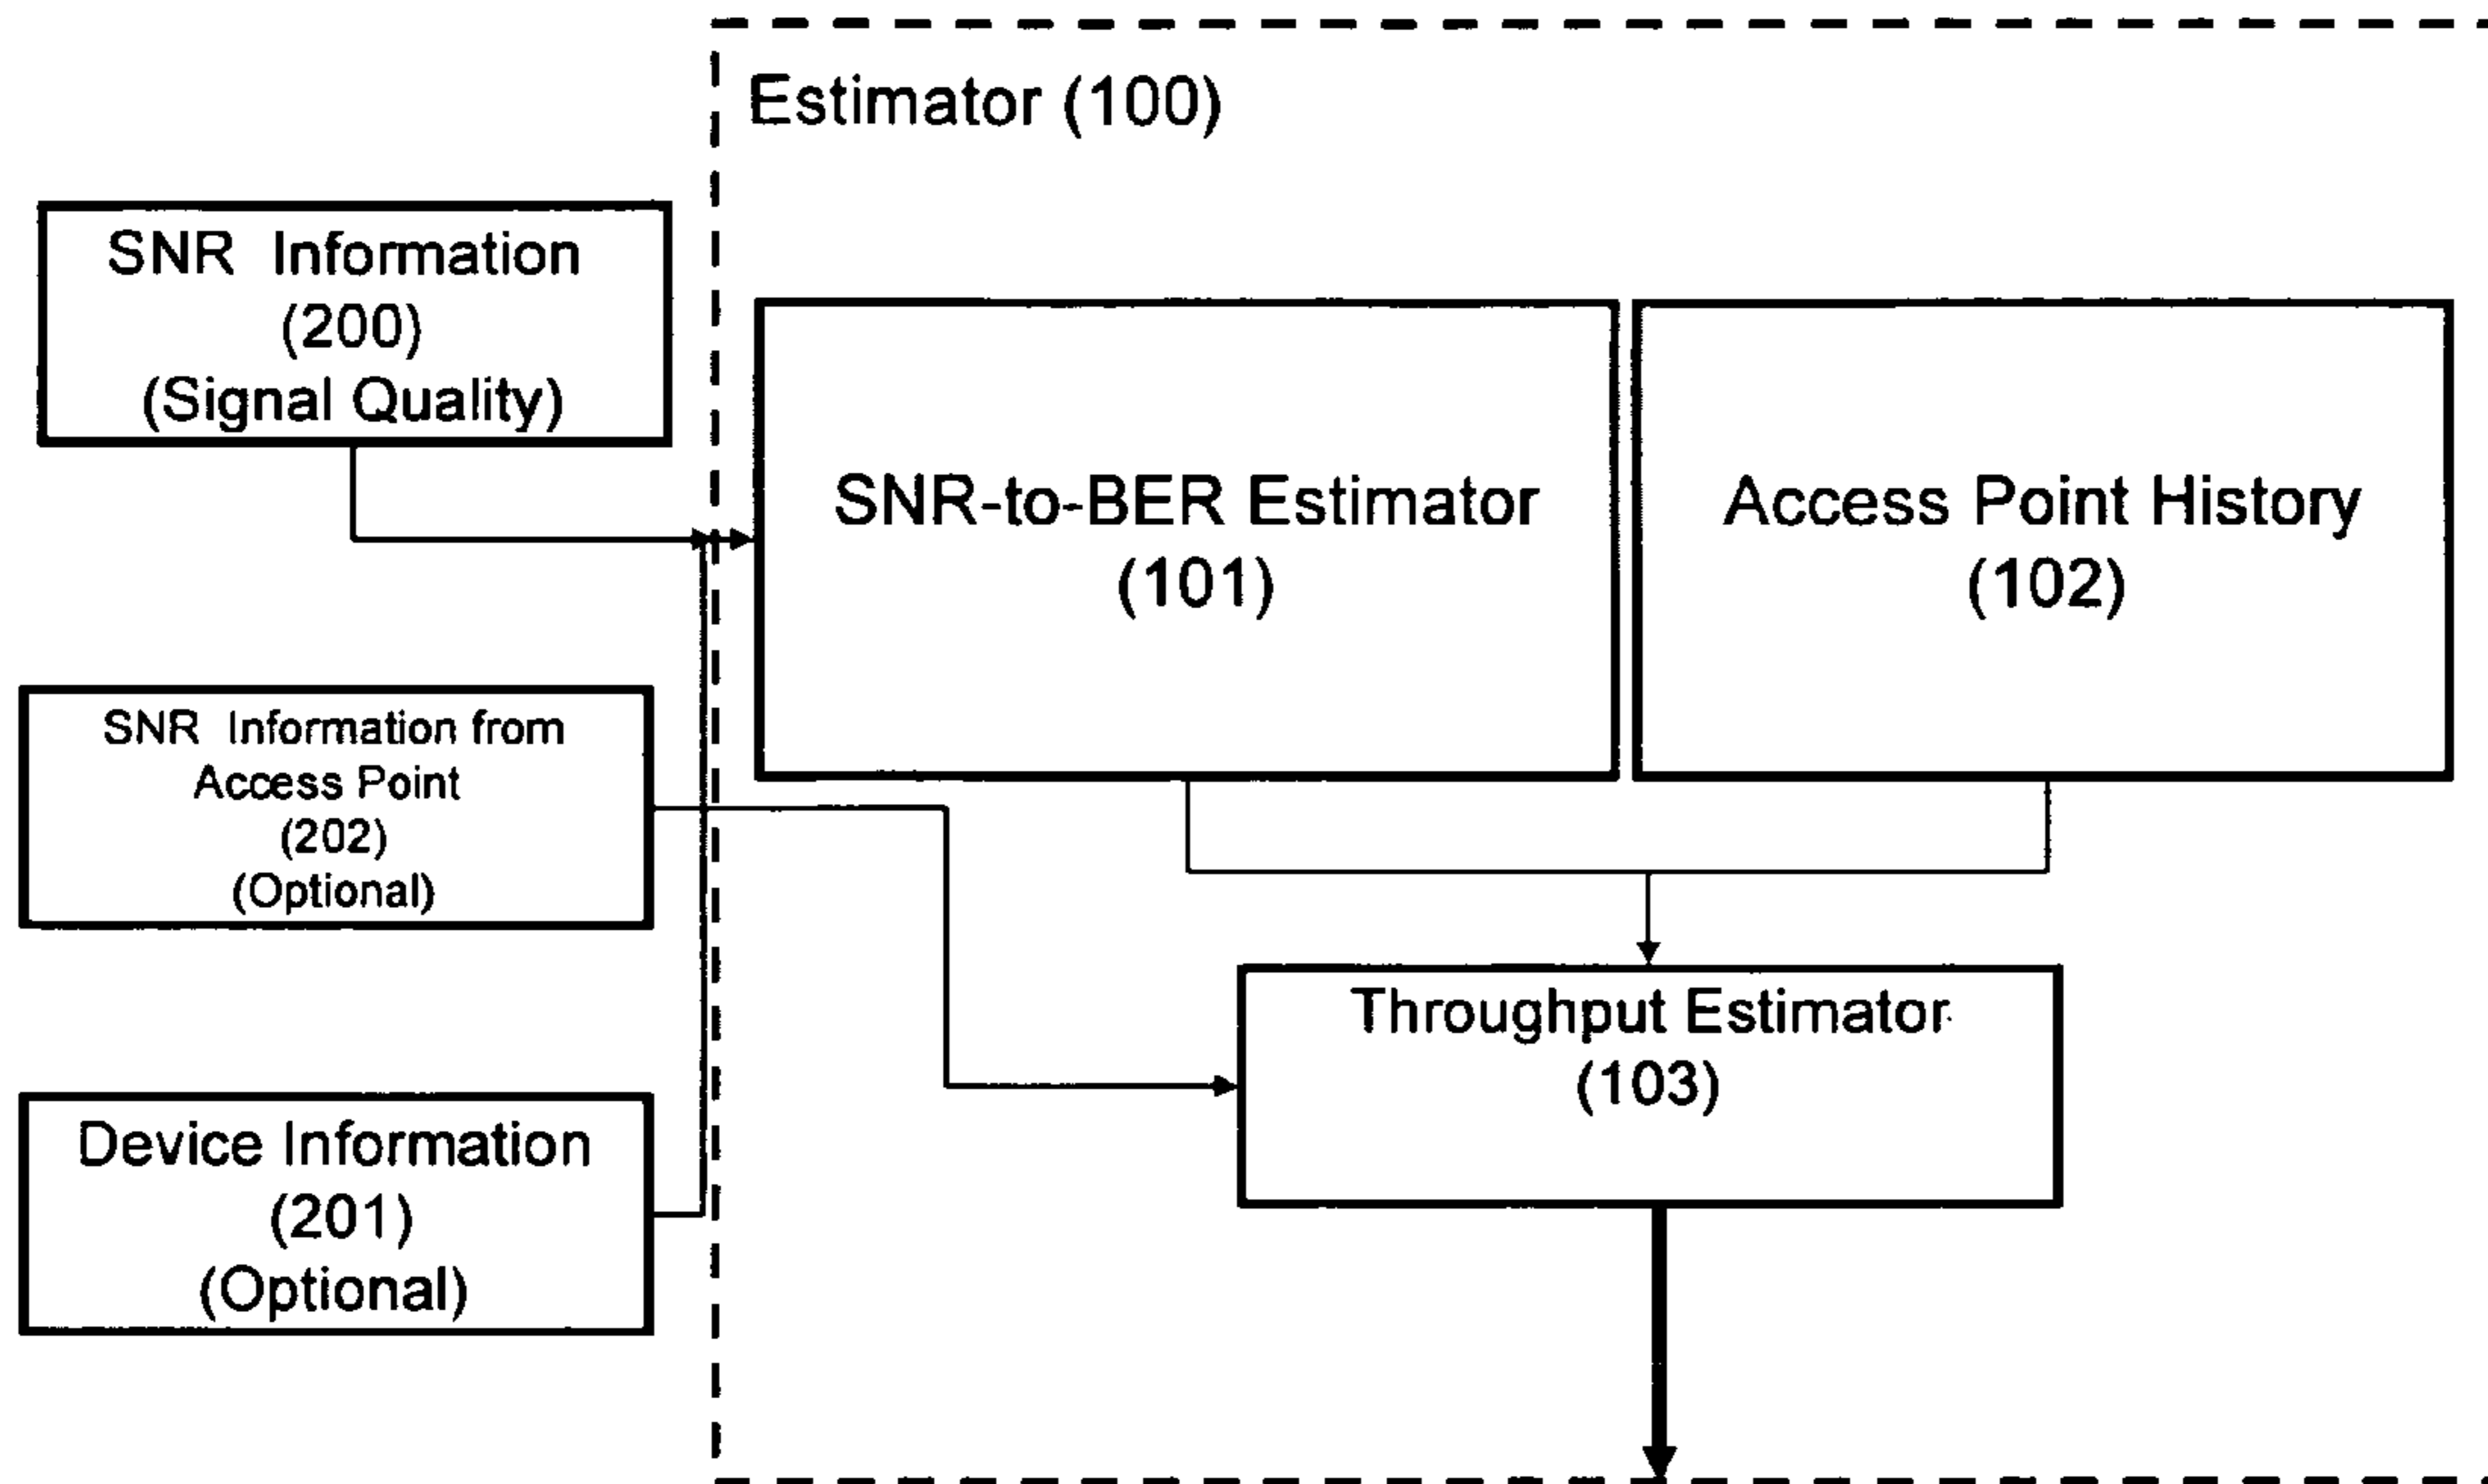 Estimator (100)
SNR Information
(200)
(Signal Quality)
SNR-to-BER Estimator
(101)
Access Point History
(102)
SNR Information from
Access Point
(202)
(Optional)
Throughput Estimator
(103)
Device Information
(201)
(Optional)